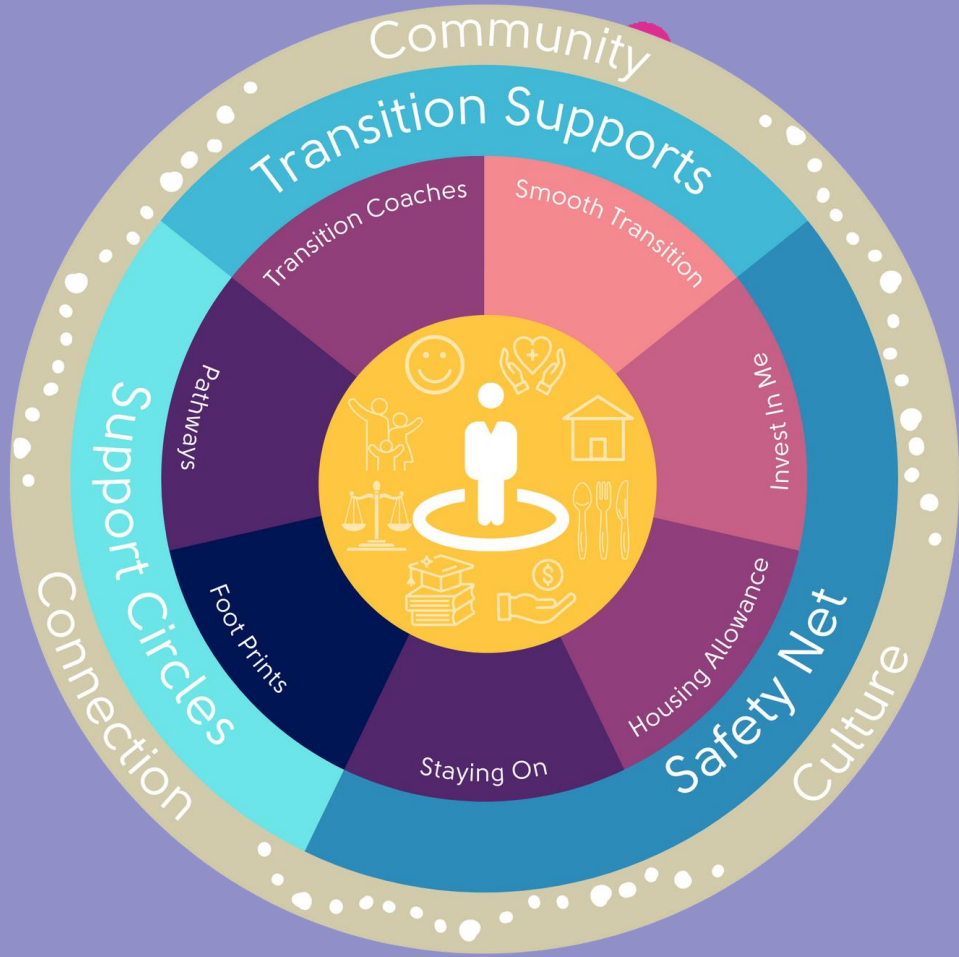 Community
Transition Supports
Transition Coaches
Smooth Transition
Invest In Me
Housing Allowance
Staying On
Foot Prints
Pathways
Support Circles
Safety Net
Connection
Culture
$